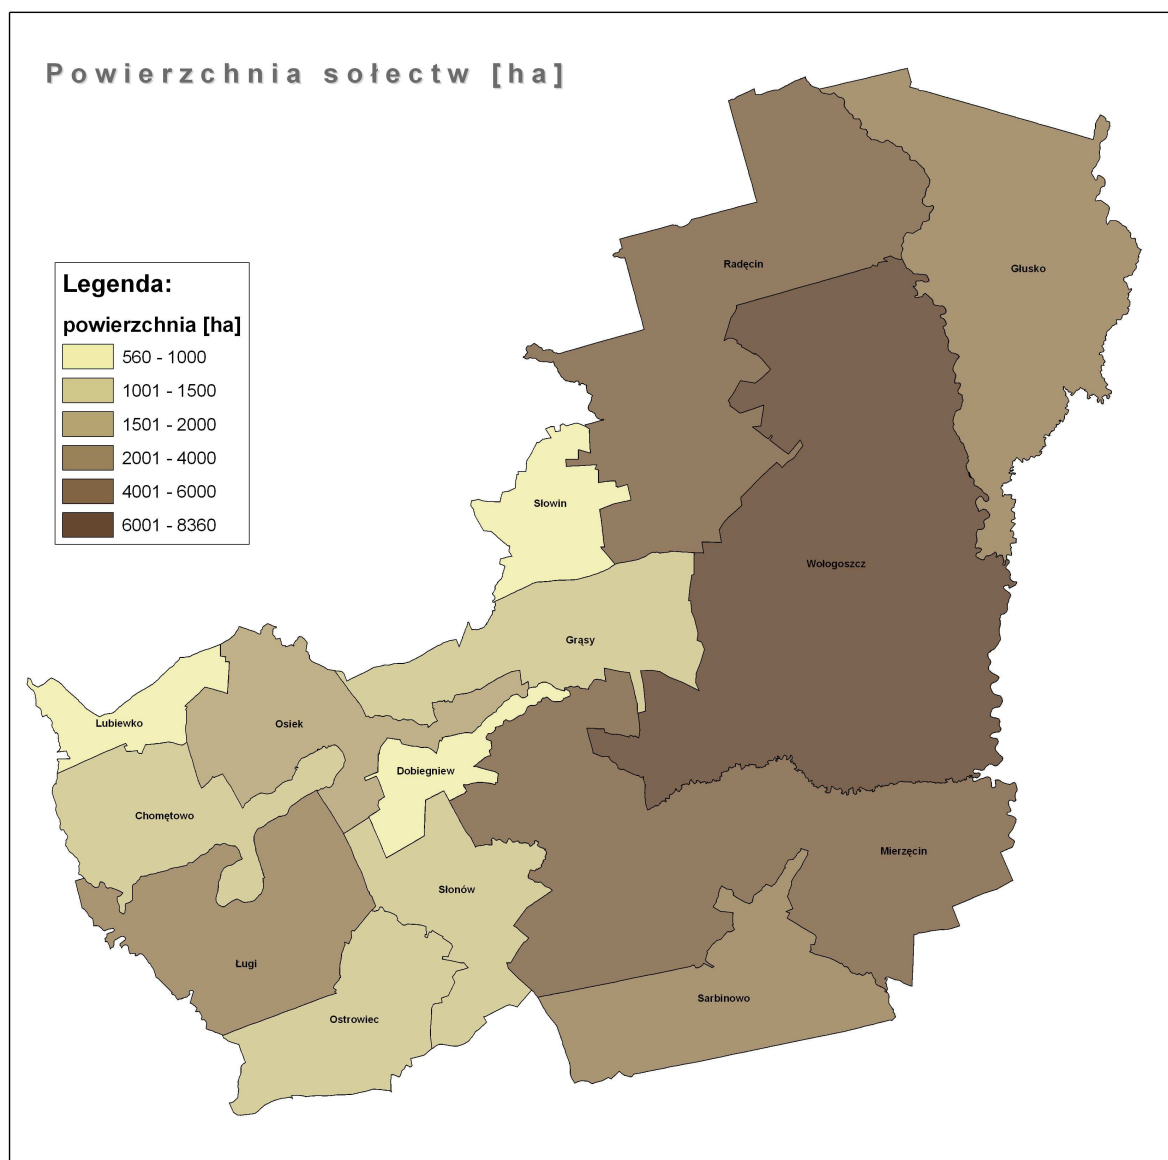 Powierzchnia sołectw [ha]
Legenda:
powierzchnia [ha]
560 - 1000
1001 - 1500
1501 - 2000
2001 - 4000
4001 - 6000
6001 - 8360
Radęcin
Głusko
Słowin
Wołogoszcz
Grąsy
Lubiewko
Osiek
Dobiegniew
Chomętowo
Mierzęcin
Słonów
Ługi
Sarbinowo
Ostrowiec